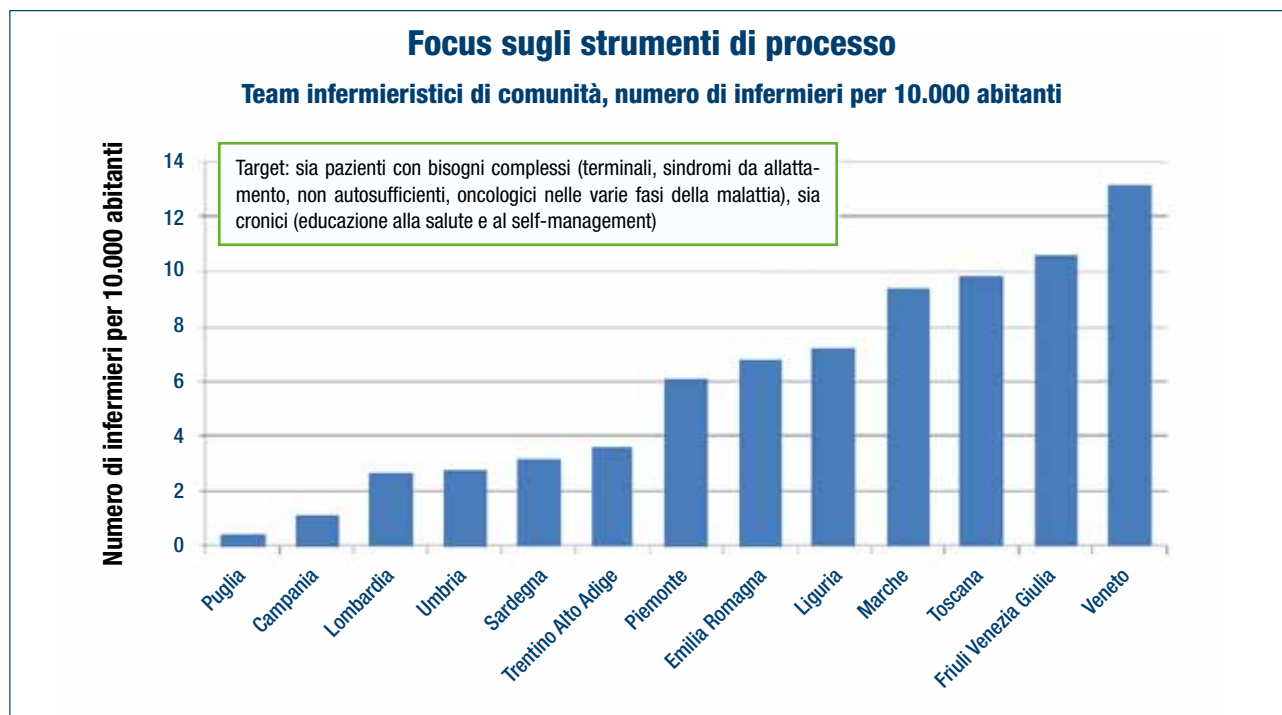 Focus sugli strumenti di processo
Team infermieristici di comunità, numero di infermieri per 10.000 abitanti
Numero di infermieri per 10.000 abitanti
Target: sia pazienti con bisogni complessi (terminali, sindromi da allatta-
mento, non autosufficienti, oncologici nelle varie fasi della malattia), sia
cronici (educazione alla salute e al self-management)
14
12
10
8
6
4
2
0
Puglia
Campania
Lombardia
Umbria
Sardegna
Trentino Alto Adige
Piemonte
Emilia Romagna
Liguria
Marche
Toscana
Friuli Venezia Giulia
Veneto